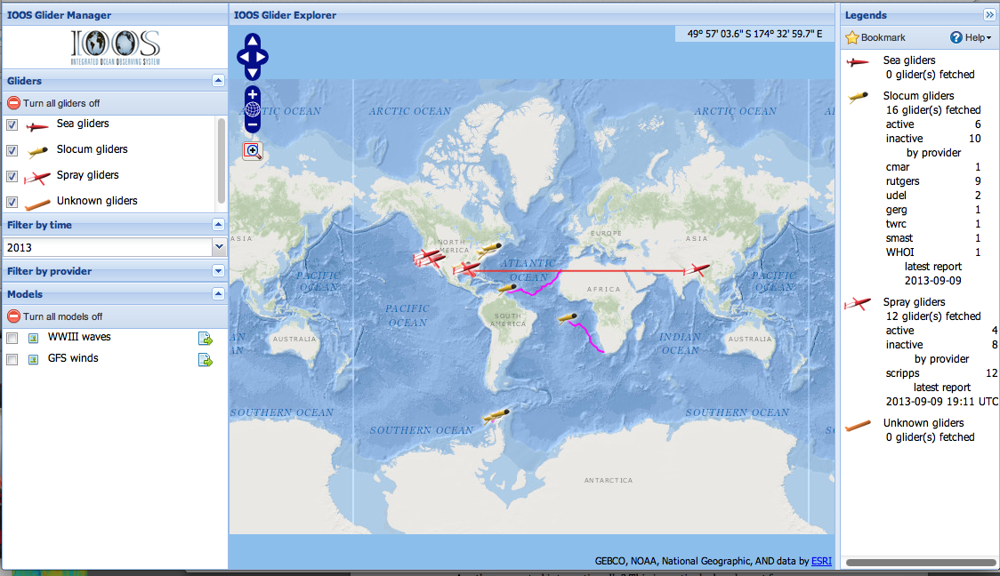 IOOS Glider Manager
IOOS
INTEGRATED OCEAN OBSERVING SYSTEM
Gliders
Turn all gliders off
Sea gliders
Slocum gliders
Spray gliders
Unknown gliders
Filter by time
2013
Filter by provider
Models
Turn all models off
WWIII waves
GFS winds
IOOS Glider Explorer
49º 57' 03.6" S 174º 32' 59.7" E
TIC OCEAN
ARCTIC OCEAN
ARCTIC OCEAN
A
ASIA
NORTH
AMERICA
EUROPE
ASIA
ATLANTIC
OCEAN
PACIFIC
OCEAN
PACIFIC
OCEAN
AFRICA
PACIFIC
OCEAN
SOUTH
AMERICA
AN
AN
AUSTRALIA
INDIAN
OCEAN
AUSTRALIA
SOUTHERN OCEAN
SOUTHERN OCEAN
SOUTHERN OCEAN
SOUTHERN OCEAN
ANTARCTICA
GEBCO, NOAA, National Geographic, AND data by ESRI
Legends
Bookmark
Help
Sea gliders
0 glider(s) fetched
Slocum gliders
16 glider(s) fetched
active 6
inactive 10
by provider
cmar 1
rutgers 9
udel 2
gerg 1
twrc 1
smast 1
WHOI 1
latest report
2013-09-09
Spray gliders
12 glider(s) fetched
active 4
inactive 8
by provider
scripps 12
latest report
2013-09-09 19:11 UTC
Unknown gliders
0 glider(s) fetched